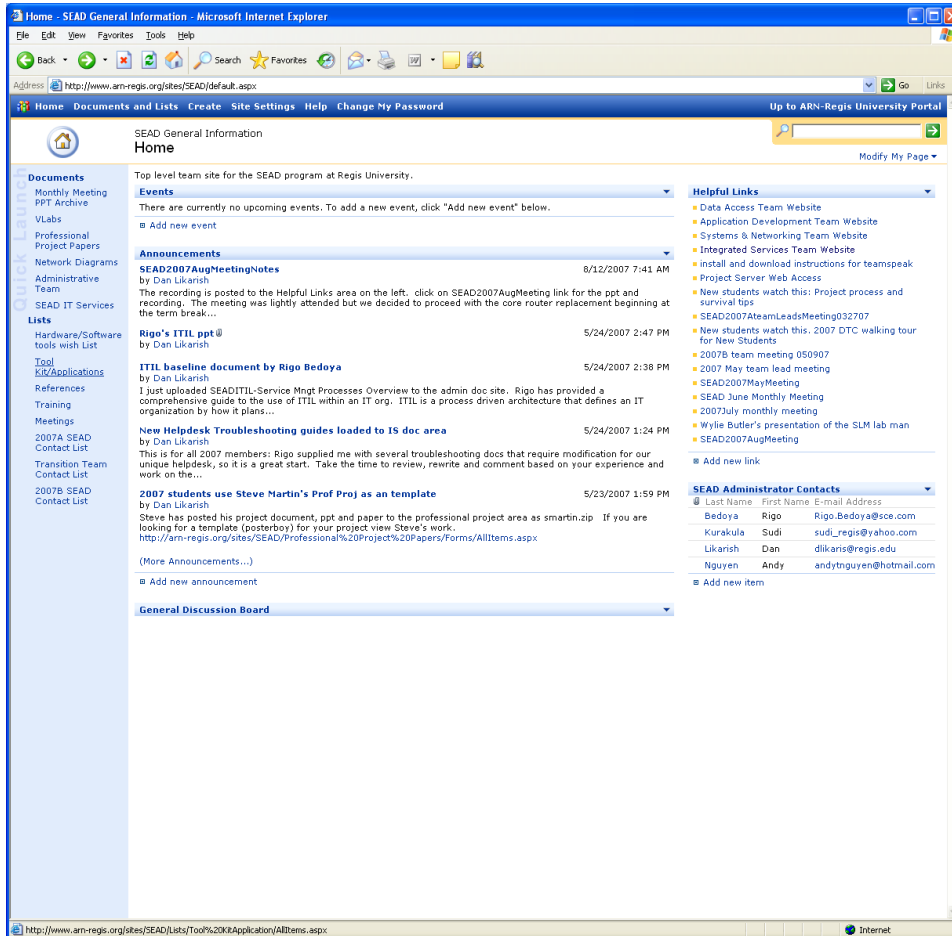 Home - SEAD General Information - Microsoft Internet Explorer
File Edit View Favorites Tools Help
Back Search Favorites
Address http://www.arn-regis.org/sites/SEAD/default.aspx Go Links
Home Documents and Lists Create Site Settings Help Change My Password Up to ARN-Regis University Portal
SEAD General Information
Home
Modify My Page
Quick Launch
Documents
Monthly Meeting
PPT Archive
VLabs
Professional
Project Papers
Network Diagrams
Administrative
Team
SEAD IT Services
Lists
Hardware/Software
tools wish List
Tool
Kit/Applications
References
Training
Meetings
2007A SEAD
Contact List
Transition Team
Contact List
2007B SEAD
Contact List
Top level team site for the SEAD program at Regis University.
Events
There are currently no upcoming events. To add a new event, click "Add new event" below.
Add new event
Announcements
SEAD2007AugMeetingNotes 8/12/2007 7:41 AM
by Dan Likarish
The recording is posted to the Helpful Links area on the left. click on SEAD2007AugMeeting link for the ppt and
recording. The meeting was lightly attended but we decided to proceed with the core router replacement beginning at
the term break...
Rigo's ITIL ppt 5/24/2007 2:47 PM
by Dan Likarish
ITIL baseline document by Rigo Bedoya 5/24/2007 2:38 PM
by Dan Likarish
I just uploaded SEADITIL-Service Mngt Processes Overview to the admin doc site. Rigo has provided a
comprehensive guide to the use of ITIL within an IT org. ITIL is a process driven architecture that defines an IT
organization by how it plans...
New Helpdesk Troubleshooting guides loaded to IS doc area 5/24/2007 1:24 PM
by Dan Likarish
This is for all 2007 members: Rigo supplied me with several troubleshooting docs that require modification for our
unique helpdesk, so it is a great start. Take the time to review, rewrite and comment based on your experience and
work on the...
2007 students use Steve Martin's Prof Proj as an template 5/23/2007 1:59 PM
by Dan Likarish
Steve has posted his project document, ppt and paper to the professional project area as smartin.zip If you are
looking for a template (posterboy) for your project view Steve's work.
http://arn-regis.org/sites/SEAD/Professional%20Project%20Papers/Forms/AllItems.aspx
(More Announcements...)
Add new announcement
General Discussion Board
Helpful Links
Data Access Team Website
Application Development Team Website
Systems & Networking Team Website
Integrated Services Team Website
install and download instructions for teamspeak
Project Server Web Access
New students watch this: Project process and
survival tips
SEAD2007AteamLeadsMeeting032707
New students watch this. 2007 DTC walking tour
for New Students
2007B team meeting 050907
2007 May team lead meeting
SEAD2007MayMeeting
SEAD June Monthly Meeting
2007July monthly meeting
Wylie Butler's presentation of the SLM lab man
SEAD2007AugMeeting
Add new link
SEAD Administrator Contacts
Last Name First Name E-mail Address
Bedoya Rigo Rigo.Bedoya@sce.com
Kurakula Sudi sudi_regis@yahoo.com
Likarish Dan dlikaris@regis.edu
Nguyen Andy andytnguyen@hotmail.com
Add new item
http://www.arn-regis.org/sites/SEAD/Lists/Tool%20KitApplication/AllItems.aspx Internet